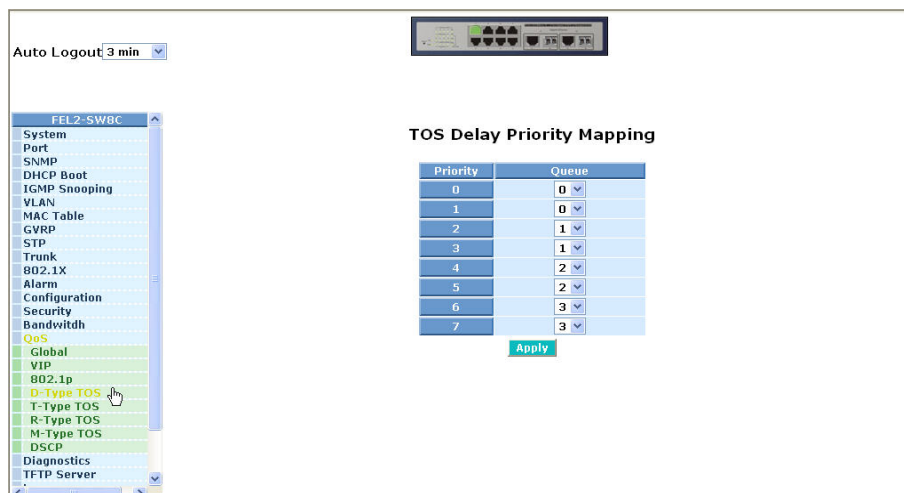 Auto Logout 3 min
FEL2-SW8C
System
Port
SNMP
DHCP Boot
IGMP Snooping
VLAN
MAC Table
GVRP
STP
Trunk
802.1X
Alarm
Configuration
Security
Bandwitdh
QoS
Global
VIP
802.1p
D-Type TOS
T-Type TOS
R-Type TOS
M-Type TOS
DSCP
Diagnostics
TFTP Server
TOS Delay Priority Mapping
Priority Queue
0 0
1 0
2 1
3 1
4 2
5 2
6 3
7 3
Apply